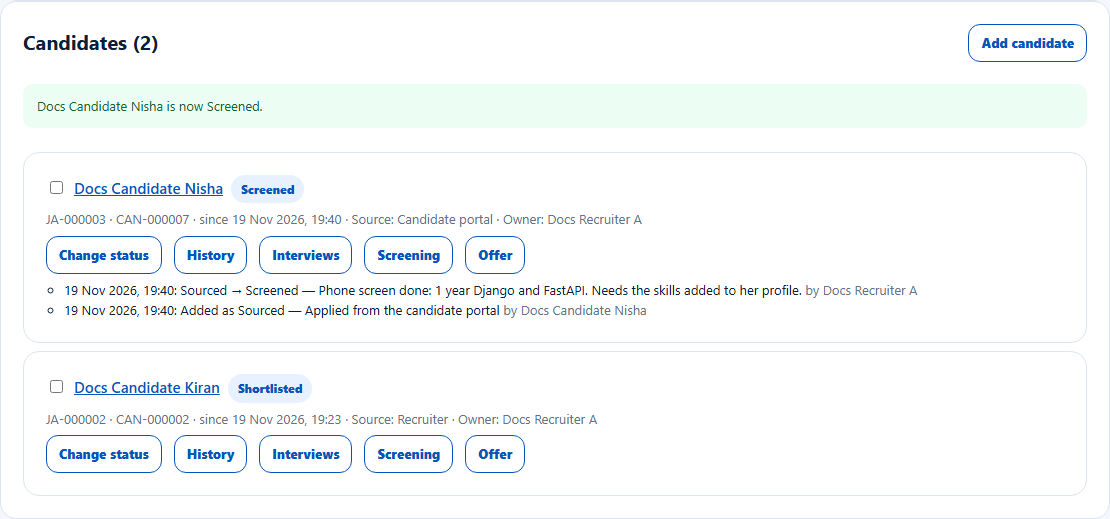 Candidates (2)
Add candidate
Docs Candidate Nisha is now Screened.
Docs Candidate Nisha Screened
JA-000003 · CAN-000007 · since 19 Nov 2026, 19:40 · Source: Candidate portal · Owner: Docs Recruiter A
Change status History Interviews Screening Offer
19 Nov 2026, 19:40: Sourced → Screened — Phone screen done: 1 year Django and FastAPI. Needs the skills added to her profile. by Docs Recruiter A
19 Nov 2026, 19:40: Added as Sourced — Applied from the candidate portal by Docs Candidate Nisha
Docs Candidate Kiran Shortlisted
JA-000002 · CAN-000002 · since 19 Nov 2026, 19:23 · Source: Recruiter · Owner: Docs Recruiter A
Change status History Interviews Screening Offer